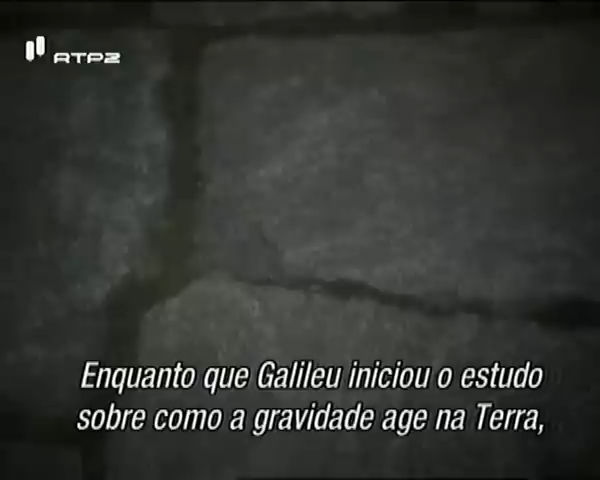 RTP2
Enquanto que Galileu iniciou o estudo
sobre como a gravidade age na Terra,